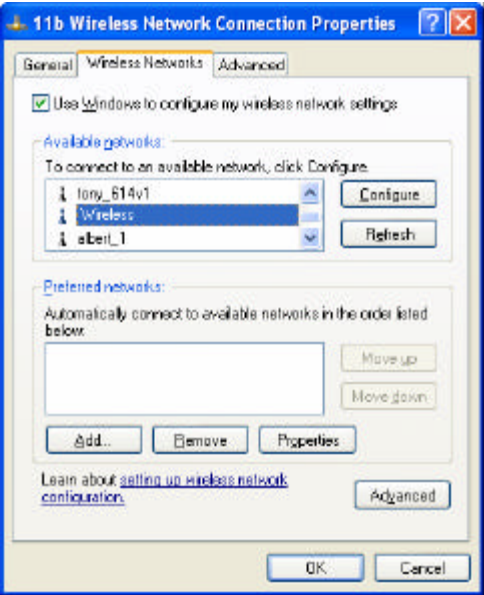 11b Wireless Network Connection Properties
General Wireless Networks Advanced
Use Windows to configure my wireless network settings
Available networks:
To connect to an available network, click Configure.
tony_614v1
Wireless
albert_1
Configure
Refresh
Preferred networks:
Automatically connect to available networks in the order listed
below:
Move up
Move down
Add... Remove Properties
Learn about setting up wireless network
configuration.
Advanced
OK Cancel